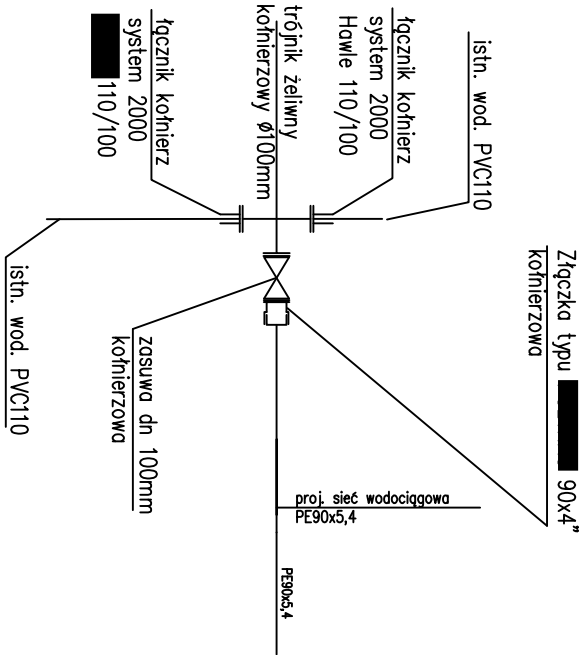 istn. wod. PVC110
łącznik kołnierz
system 2000
Hawle 110/100
trójnik żeliwny
kołnierzowy ø100mm
łącznik kołnierz
system 2000
110/100
istn. wod. PVC110
zasuwa dn 100mm
kołnierzowa
Złączka typu 90x4"
kołnierzowa
proj. sieć wodociągowa
PE90x5,4
PE90x5,4